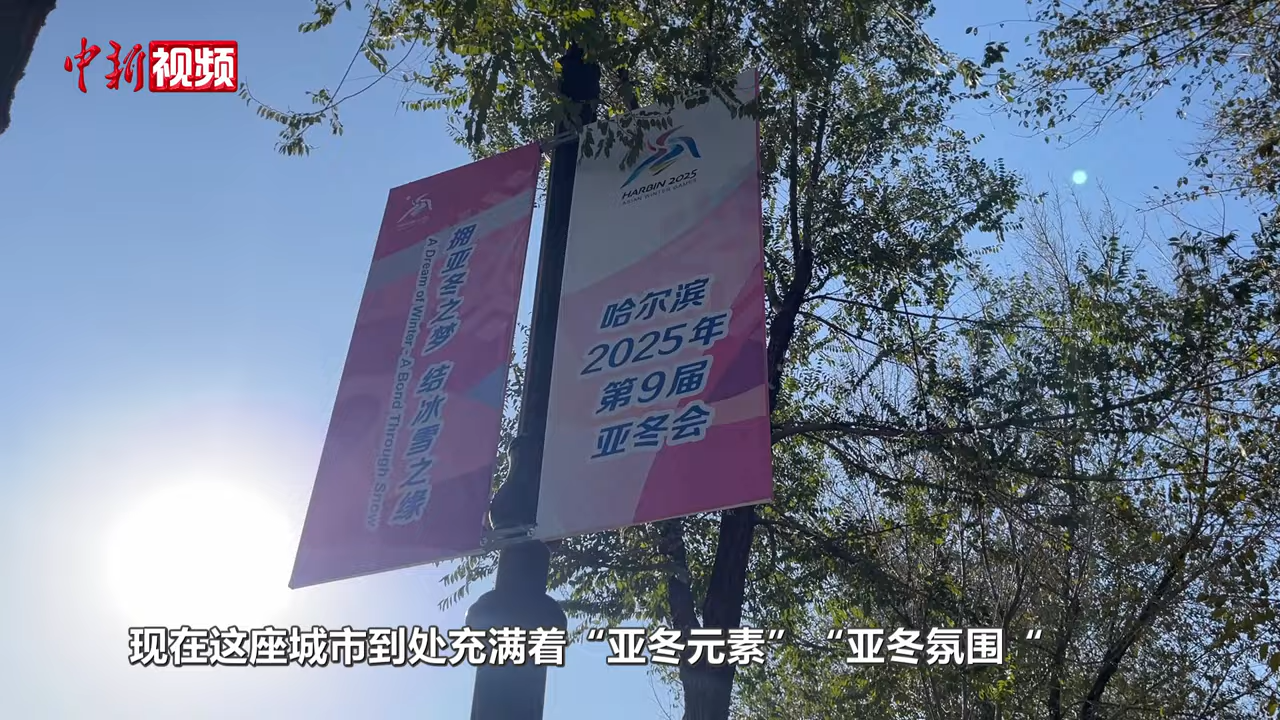 中新视频
HARBIN 2025
ASIAN WINTER GAMES
拥亚冬之梦 结冰雪之缘
A Dream of Winter - A Bond Through Snow
哈尔滨
2025年
第9届
亚冬会
现在这座城市到处充满着“亚冬元素”“亚冬氛围“